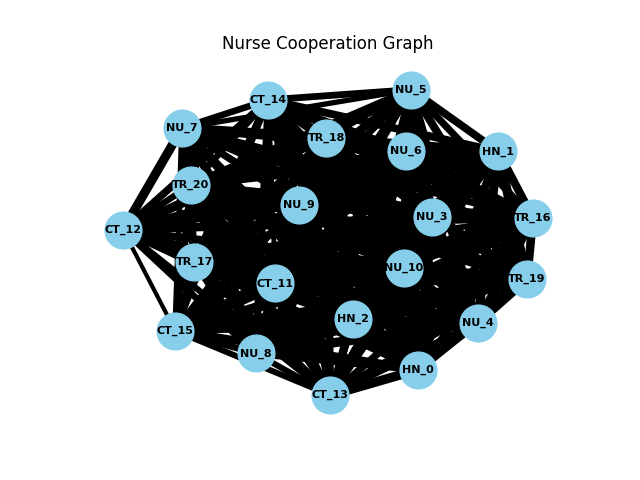 Nurse Cooperation Graph
NU_5
CT_14
NU_7
TR_18
NU_6
HN_1
TR_20
NU_9
NU_3
TR_16
CT_12
TR_17
NU_10
TR_19
CT_11
HN_2
NU_4
CT_15
NU_8
HN_0
CT_13